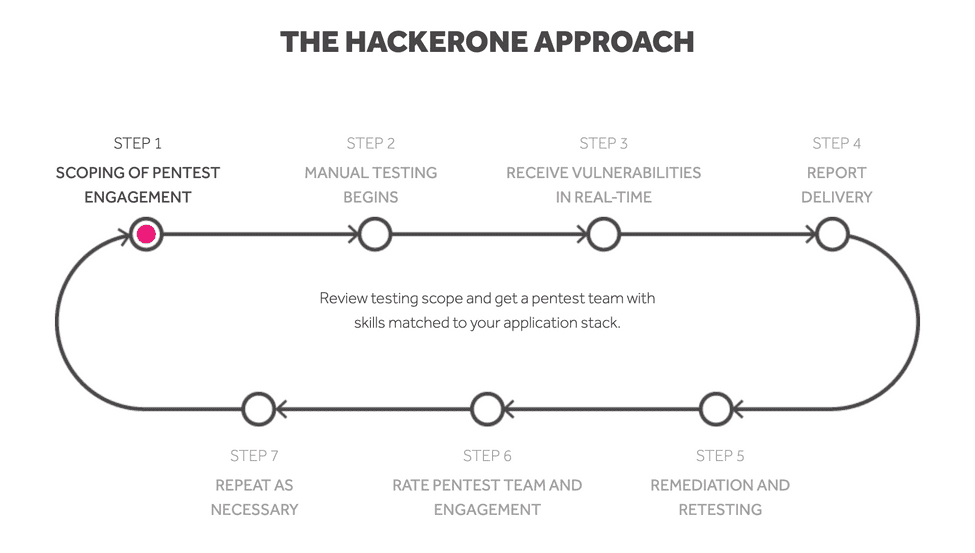 THE HACKERONE APPROACH
STEP 1
SCOPING OF PENTEST
ENGAGEMENT
STEP 2
MANUAL TESTING
BEGINS
STEP 3
RECEIVE VULNERABILITIES
IN REAL-TIME
STEP 4
REPORT
DELIVERY
Review testing scope and get a pentest team with
skills matched to your application stack.
STEP 7
REPEAT AS
NECESSARY
STEP 6
RATE PENTEST TEAM AND
ENGAGEMENT
STEP 5
REMEDIATION AND
RETESTING